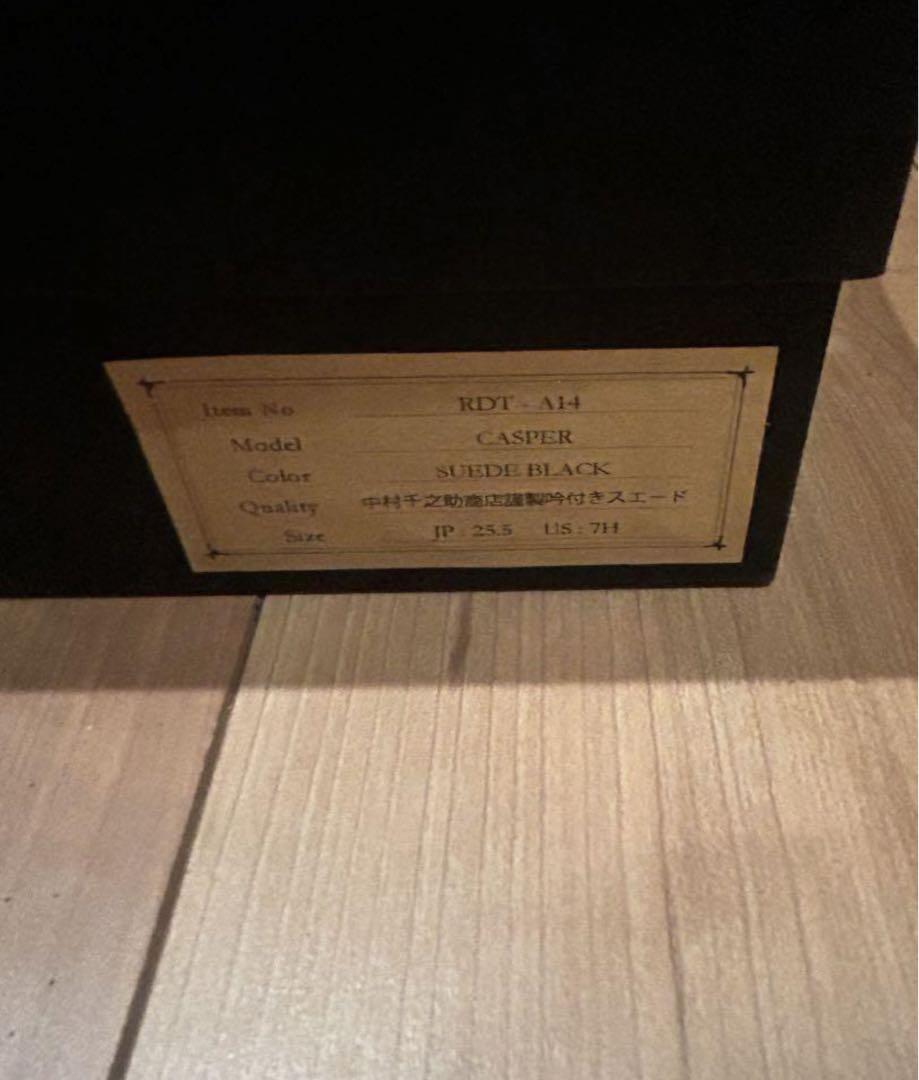 Item No RDT - A14
Model CASPER
Color SUEDE BLACK
Quality 中村千之助商店謹製吟付きスエード
Size JP : 25.5 US : 7H